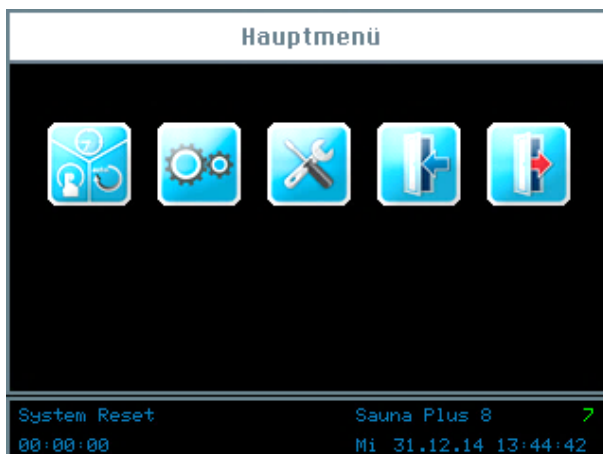 Hauptmenü
System Reset
Sauna Plus 8 7
00:00:00
Mi 31.12.14 13:44:42